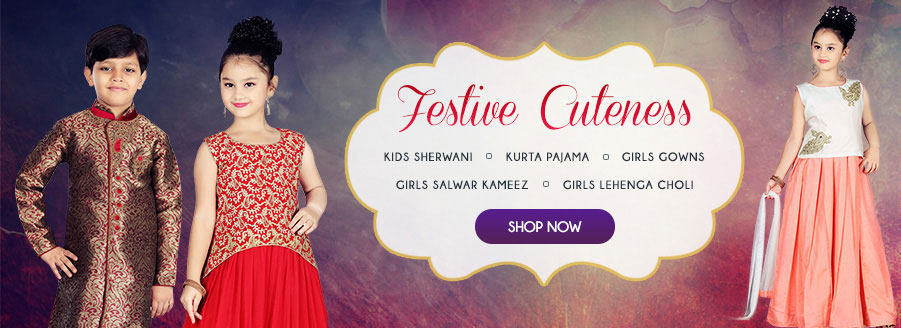 Festive Cuteness
KIDS SHERWANI ▫ KURTA PAJAMA ▫ GIRLS GOWNS
GIRLS SALWAR KAMEEZ ▫ GIRLS LEHENGA CHOLI
SHOP NOW